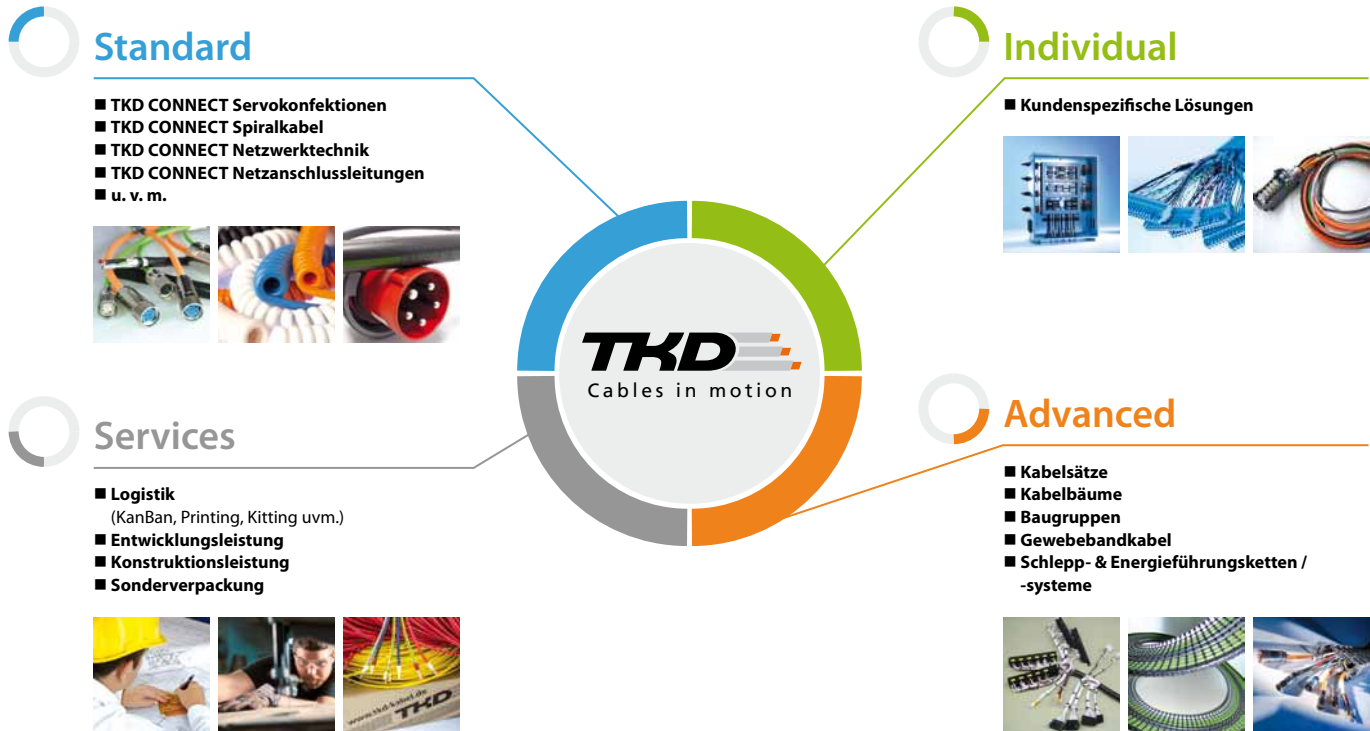 Standard
■ TKD CONNECT Servokonfektionen
■ TKD CONNECT Spiralkabel
■ TKD CONNECT Netzwerktechnik
■ TKD CONNECT Netzanschlussleitungen
■ u. v. m.
Individual
■ Kundenspezifische Lösungen
TKD
Cables in motion
Services
■ Logistik
(KanBan, Printing, Kitting uvm.)
■ Entwicklungsleistung
■ Konstruktionsleistung
■ Sonderverpackung
www.tkd-kabel.de
TKD
Advanced
■ Kabelsätze
■ Kabelbäume
■ Baugruppen
■ Gewebebandkabel
■ Schlepp- & Energieführungsketten /
-systeme